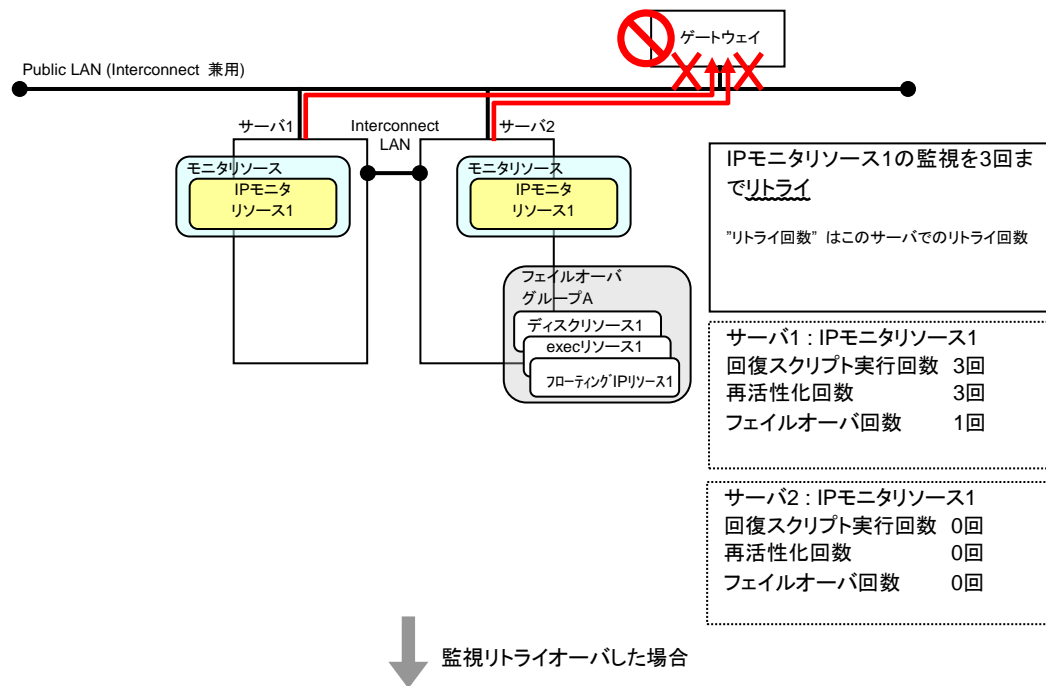 ゲートウェイ
Public LAN (Interconnect 兼用)
サーバ1
Interconnect
LAN
サーバ2
モニタリソース
IPモニタ
リソース1
モニタリソース
IPモニタ
リソース1
フェイルオーバ
グループA
ディスクリソース1
execリソース1
フローティングIPリソース1
IPモニタリソース1の監視を3回ま
でリトライ
”リトライ回数” はこのサーバでのリトライ回数
サーバ1 : IPモニタリソース1
回復スクリプト実行回数 3回
再活性化回数 3回
フェイルオーバ回数 1回
サーバ2 : IPモニタリソース1
回復スクリプト実行回数 0回
再活性化回数 0回
フェイルオーバ回数 0回
監視リトライオーバした場合